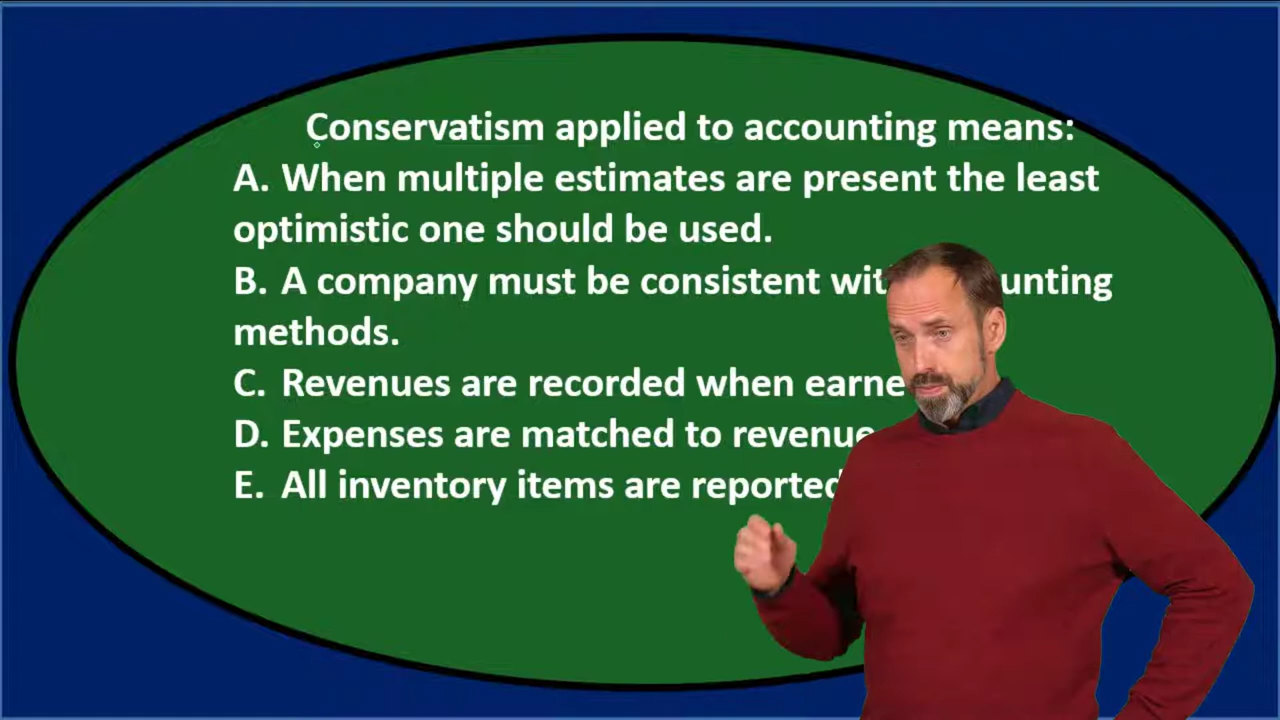 Conservatism applied to accounting means:
A. When multiple estimates are present the least
optimistic one should be used.
B. A company must be consistent
methods.
C. Revenues are recorded when
D. Expenses are matched to
E. All inventory items are